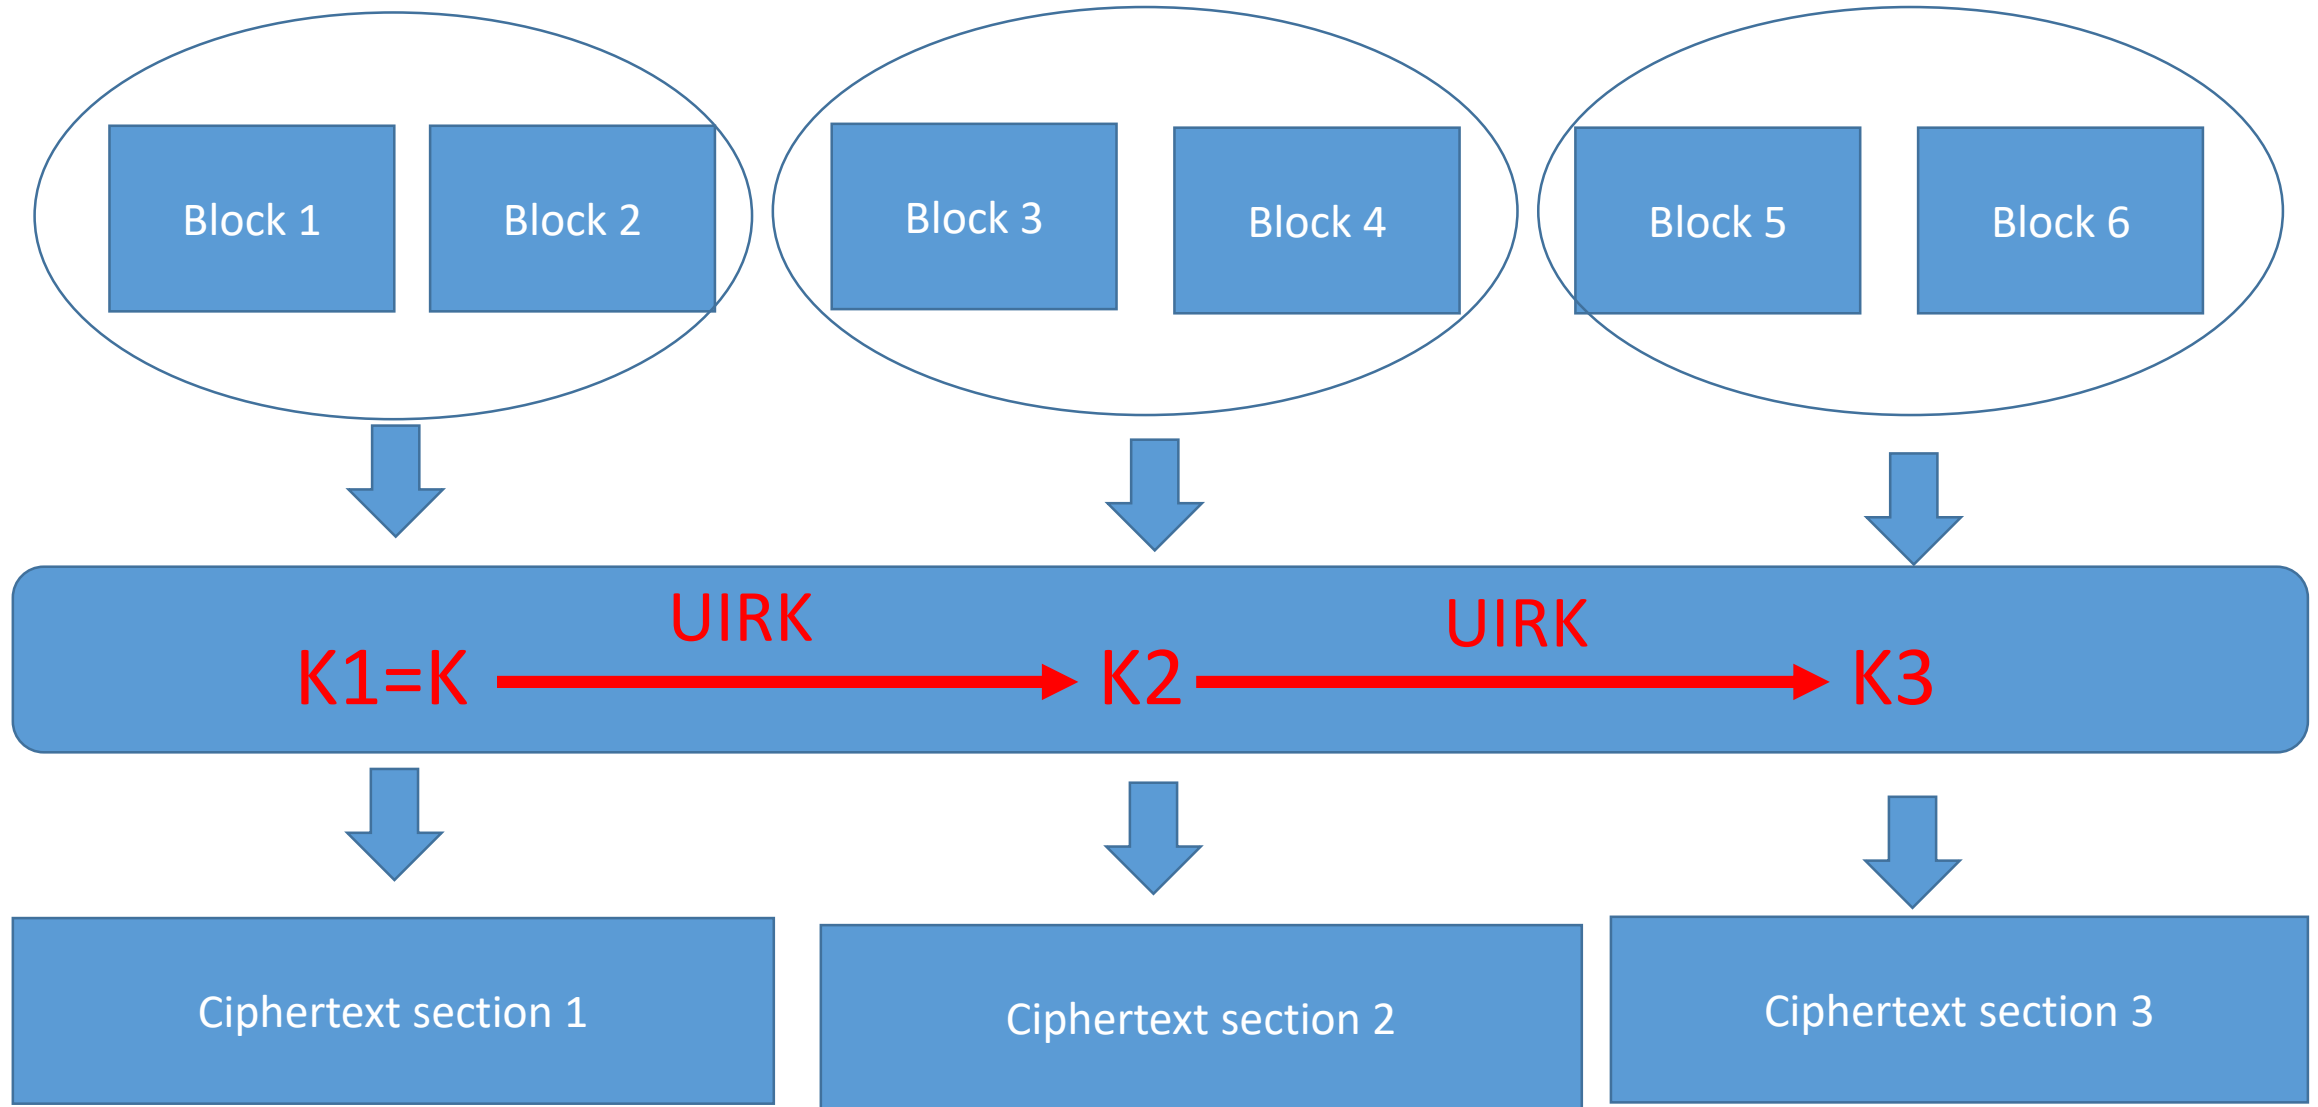 Block 1
Block 2
Block 3
Block 4
Block 5
Block 6
UIRK
UIRK
K1=K
K2
K3
Ciphertext section 1
Ciphertext section 2
Ciphertext section 3